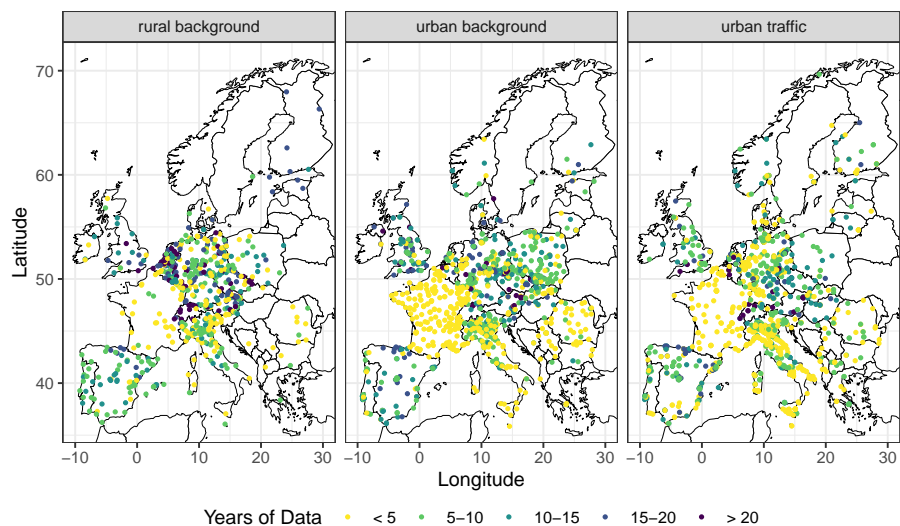 rural background
urban background
urban traffic
70
60
50
40
Latitude
−10 0 10 20 30
−10 0 10 20 30
−10 0 10 20 30
Longitude
Years of Data < 5 5−10 10−15 15−20 > 20